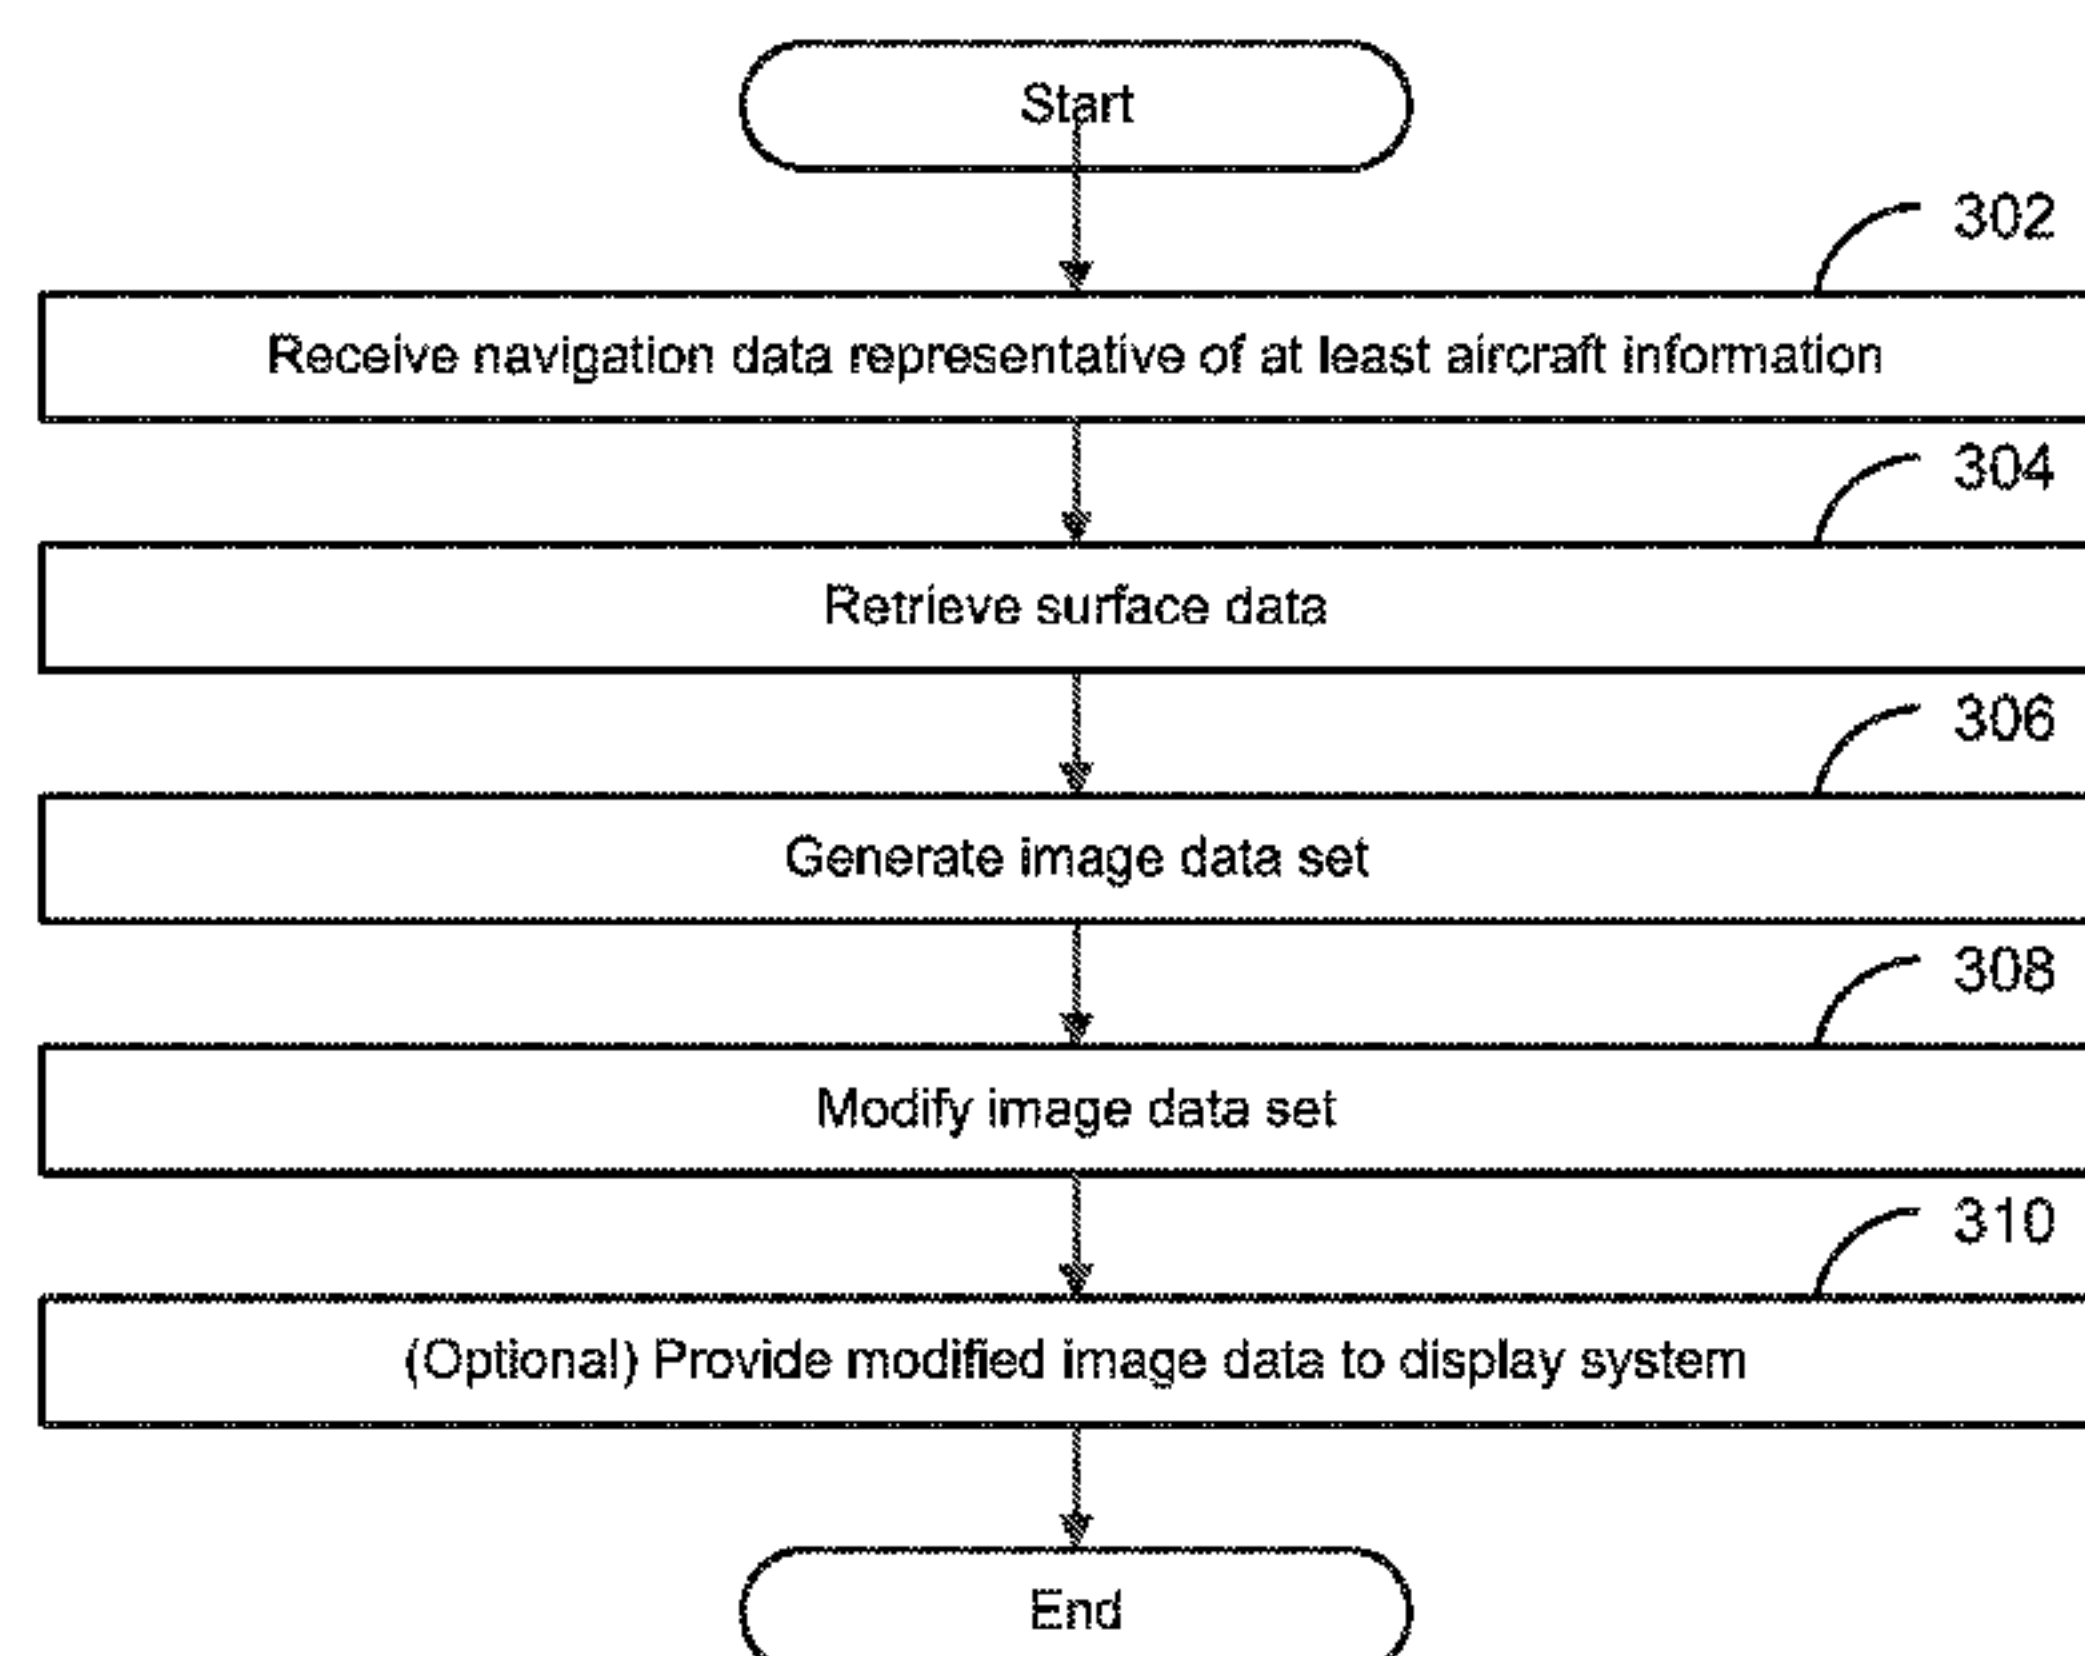 Start
302
Receive navigation data representative of at least aircraft information
304
Retrieve surface data
306
Generate image data set
308
Modify image data set
310
(Optional) Provide modified image data to display system
End